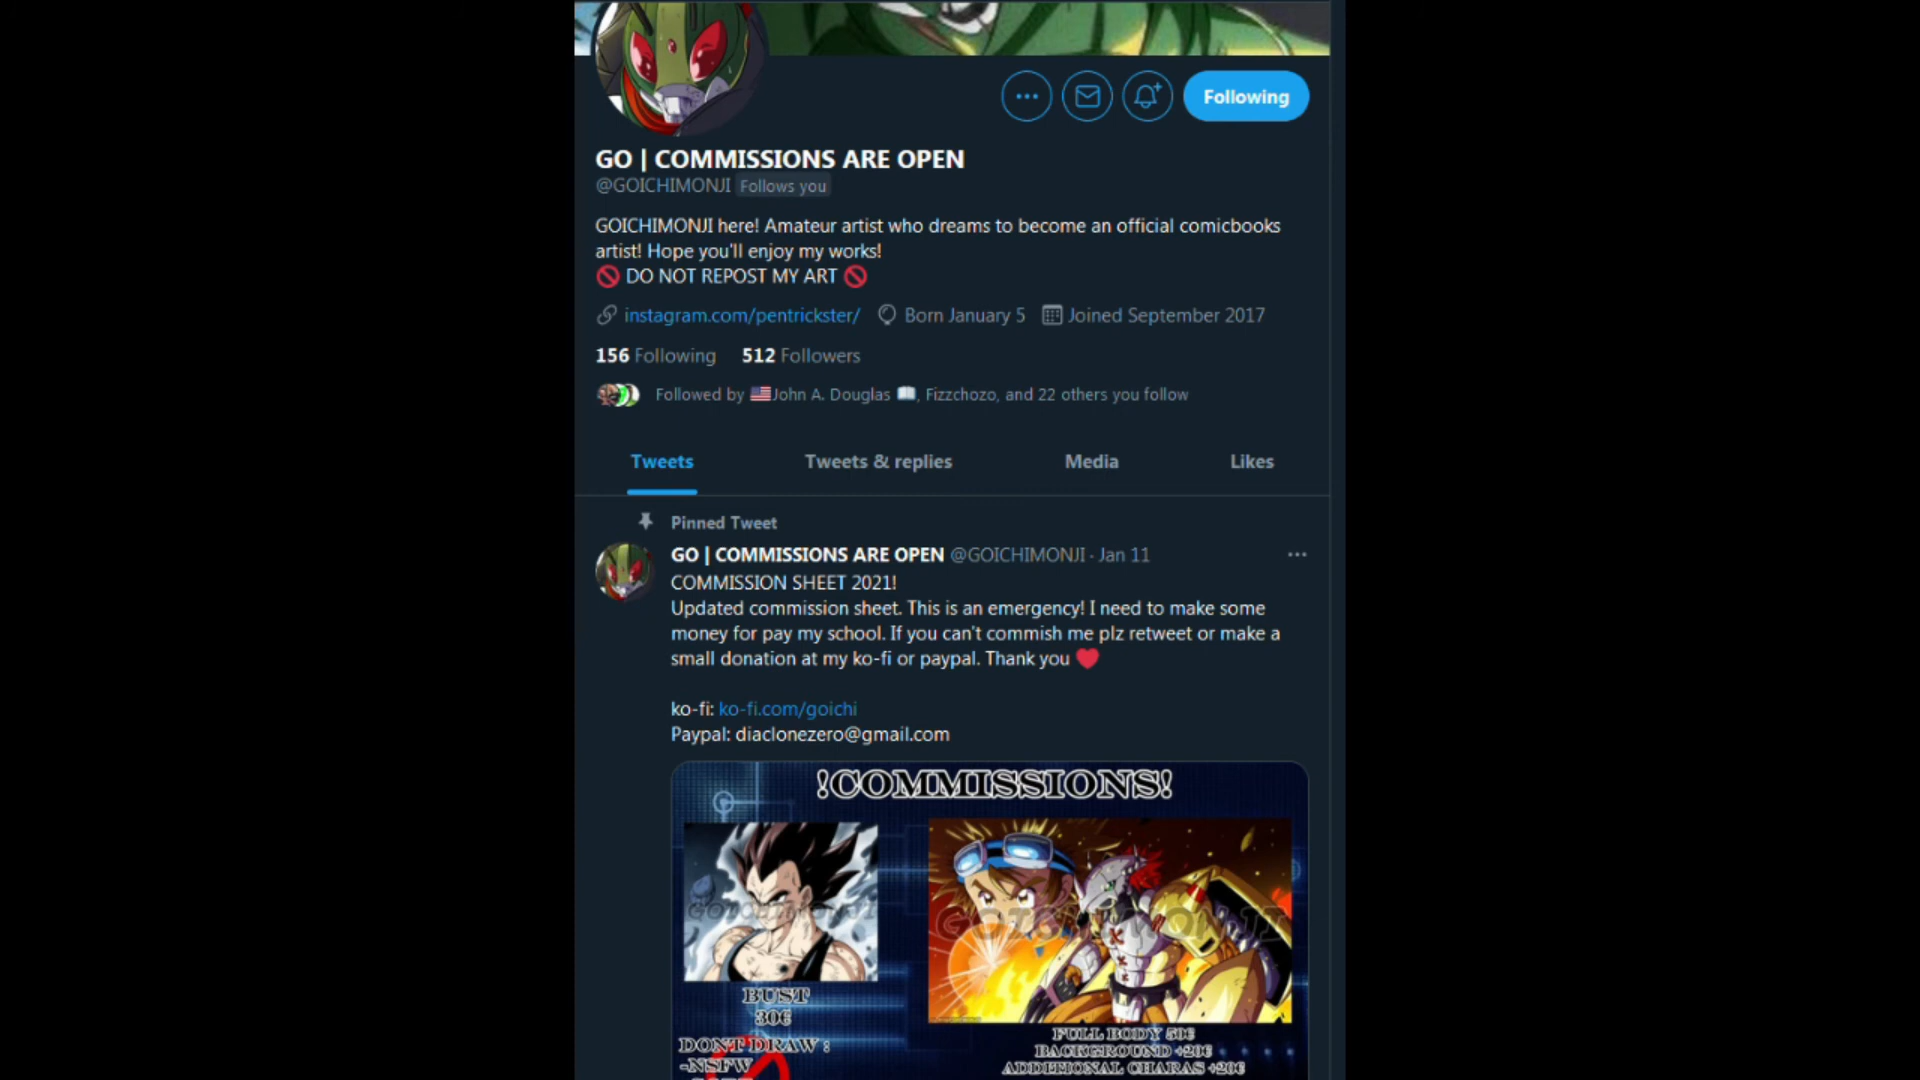 Following
GO | COMMISSIONS ARE OPEN
@GOICHIMONJI Follows you
GOICHIMONJI here! Amateur artist who dreams to become an official comicbooks
artist! Hope you'll enjoy my works!
🚫 DO NOT REPOST MY ART 🚫
instagram.com/pentrickster/ Born January 5 Joined September 2017
156 Following 512 Followers
Followed by 🇺🇸John A. Douglas 📖, Fizzchozo, and 22 others you follow
Tweets Tweets & replies Media Likes
Pinned Tweet
GO | COMMISSIONS ARE OPEN @GOICHIMONJI · Jan 11
COMMISSION SHEET 2021!
Updated commission sheet. This is an emergency! I need to make some
money for pay my school. If you can't commish me plz retweet or make a
small donation at my ko-fi or paypal. Thank you ❤️
ko-fi: ko-fi.com/goichi
Paypal: diaclonezero@gmail.com
!COMMISSIONS!
GOICHIMONJI
GOICHIMONJI
BUST
30€
FULL BODY 50€
BACKGROUND +20€
ADDITIONAL CHARAS +20€
DONT DRAW :
-NSFW